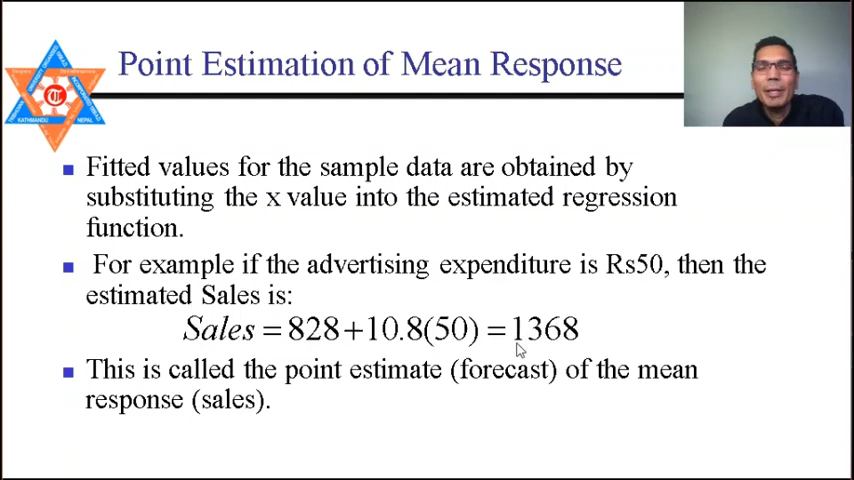 Point Estimation of Mean Response
KATHMANDU
NEPAL
Fitted values for the sample data are obtained by
substituting the x value into the estimated regression
function.
For example if the advertising expenditure is Rs50, then the
estimated Sales is:
Sales = 828 + 10.8(50) = 1368
This is called the point estimate (forecast) of the mean
response (sales).